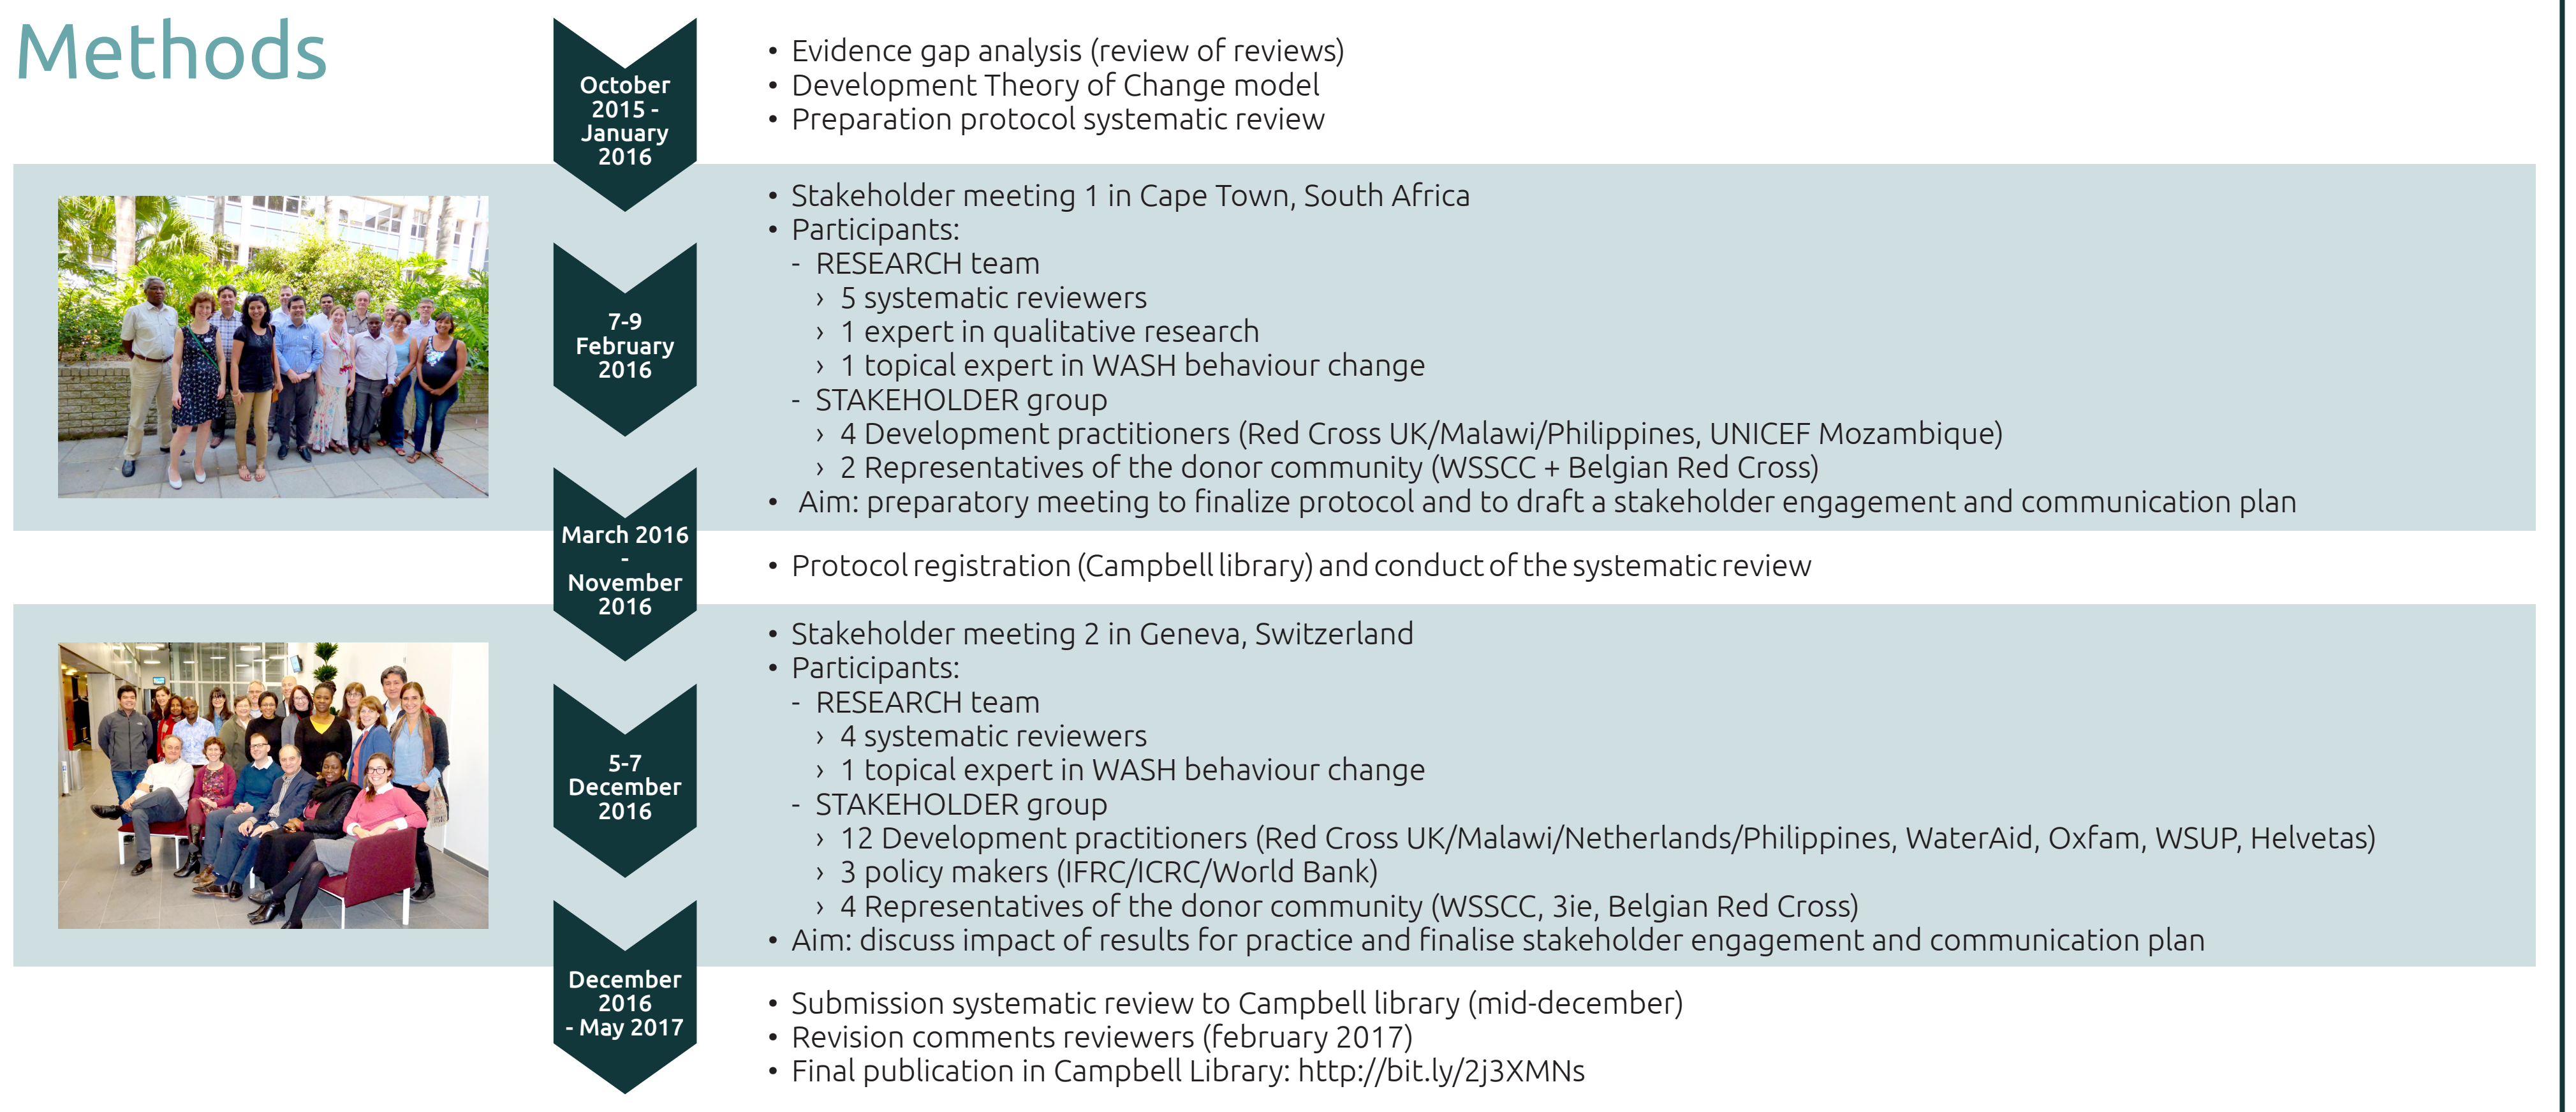 Methods
October
2015 -
January
2016
• Evidence gap analysis (review of reviews)
• Development Theory of Change model
• Preparation protocol systematic review
7-9
February
2016
• Stakeholder meeting 1 in Cape Town, South Africa
• Participants:
- RESEARCH team
› 5 systematic reviewers
› 1 expert in qualitative research
› 1 topical expert in WASH behaviour change
- STAKEHOLDER group
› 4 Development practitioners (Red Cross UK/Malawi/Philippines, UNICEF Mozambique)
› 2 Representatives of the donor community (WSSCC + Belgian Red Cross)
• Aim: preparatory meeting to finalize protocol and to draft a stakeholder engagement and communication plan
March 2016
-
November
2016
• Protocol registration (Campbell library) and conduct of the systematic review
5-7
December
2016
• Stakeholder meeting 2 in Geneva, Switzerland
• Participants:
- RESEARCH team
› 4 systematic reviewers
› 1 topical expert in WASH behaviour change
- STAKEHOLDER group
› 12 Development practitioners (Red Cross UK/Malawi/Netherlands/Philippines, WaterAid, Oxfam, WSUP, Helvetas)
› 3 policy makers (IFRC/ICRC/World Bank)
› 4 Representatives of the donor community (WSSCC, 3ie, Belgian Red Cross)
• Aim: discuss impact of results for practice and finalise stakeholder engagement and communication plan
December
2016
- May 2017
• Submission systematic review to Campbell library (mid-december)
• Revision comments reviewers (february 2017)
• Final publication in Campbell Library: http://bit.ly/2j3XMNs